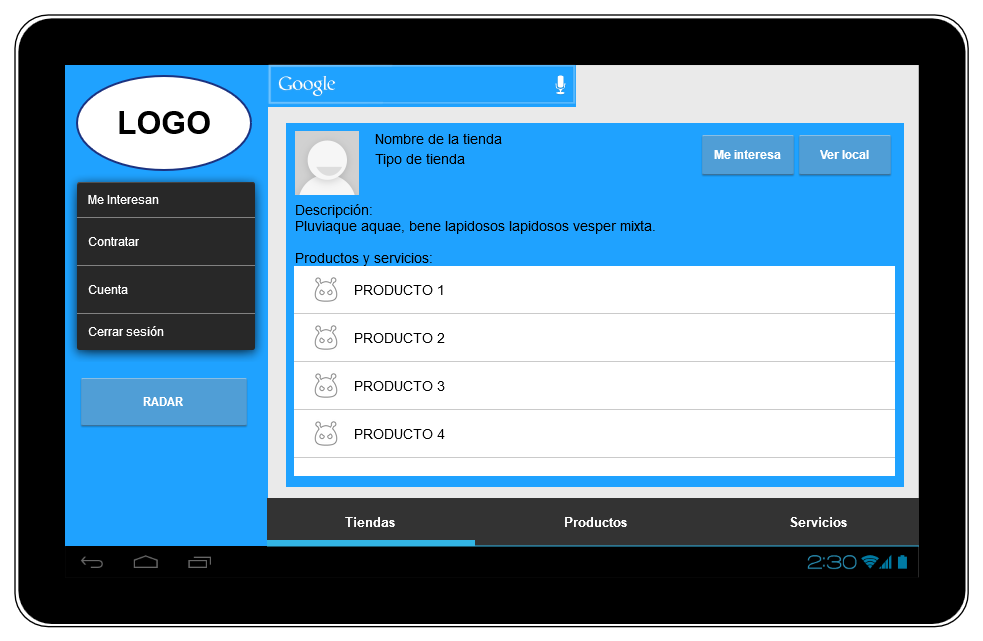 LOGO
Me Interesan
Contratar
Cuenta
Cerrar sesión
RADAR
Google
Nombre de la tienda
Tipo de tienda
Me interesa
Ver local
Descripción:
Pluviaque aquae, bene lapidosos lapidosos vesper mixta.
Productos y servicios:
PRODUCTO 1
PRODUCTO 2
PRODUCTO 3
PRODUCTO 4
Tiendas
Productos
Servicios
2:30